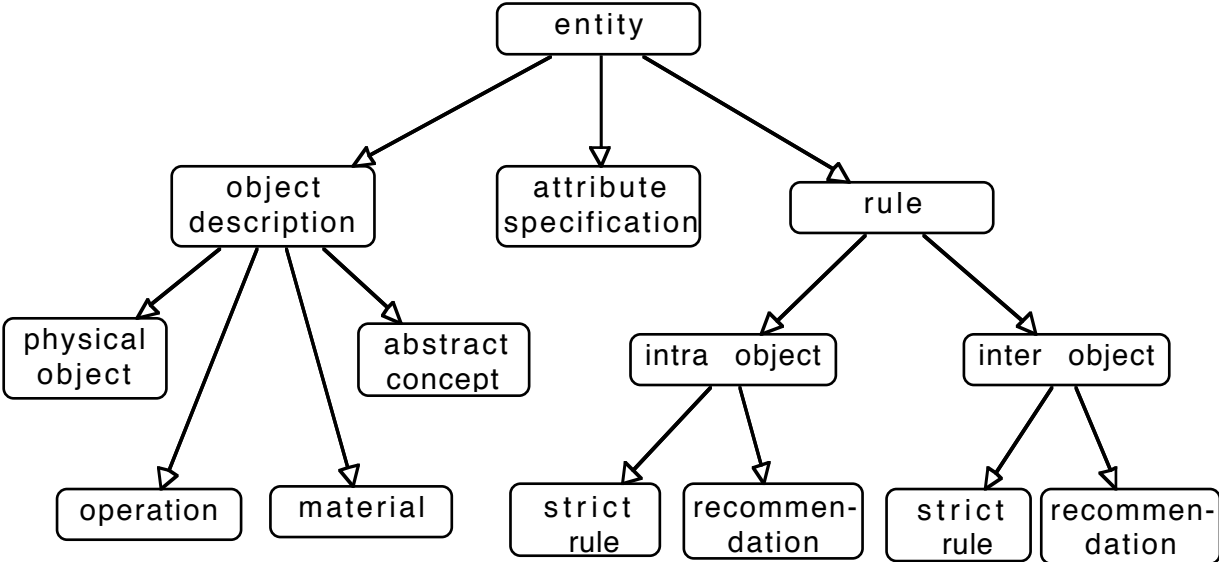 entity
object
description
attribute
specification
rule
physical
object
abstract
concept
intra object
inter object
operation
material
strict
rule
recommen-
dation
strict
rule
recommen-
dation